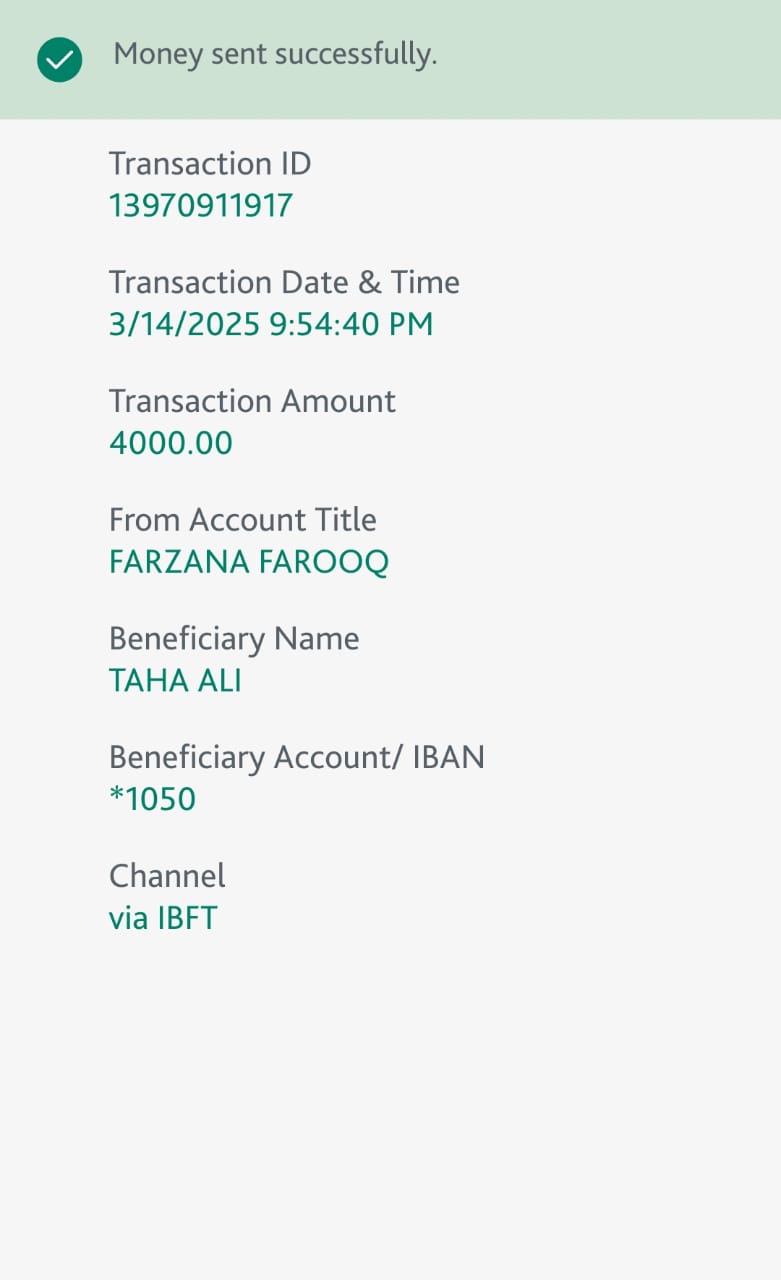 Money sent successfully.
Transaction ID
13970911917
Transaction Date & Time
3/14/2025 9:54:40 PM
Transaction Amount
4000.00
From Account Title
FARZANA FAROOQ
Beneficiary Name
TAHA ALI
Beneficiary Account/ IBAN
*1050
Channel
via IBFT